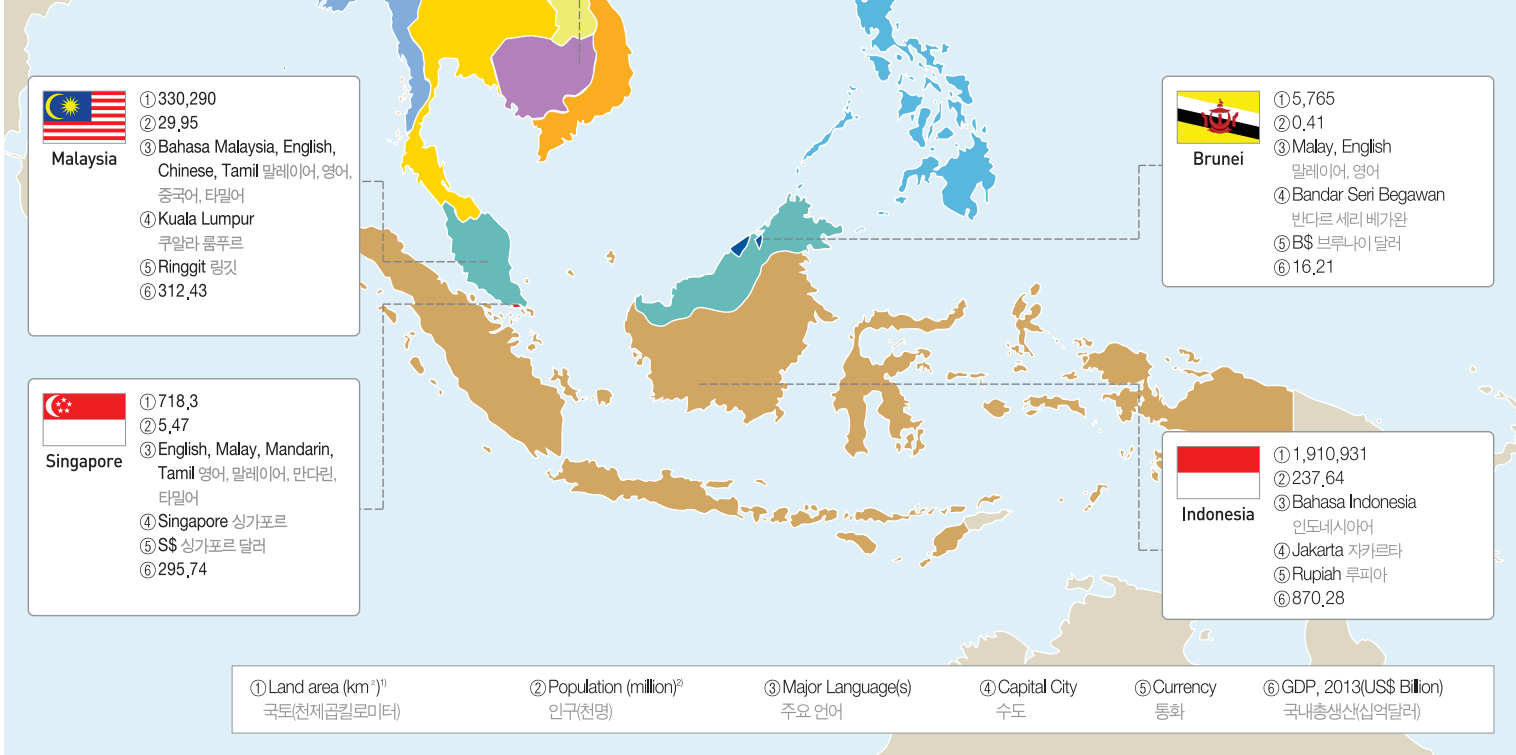 Malaysia
①330,290
②29.95
③Bahasa Malaysia, English,
Chinese, Tamil 말레이어, 영어,
중국어, 타밀어
④Kuala Lumpur
쿠알라 룸푸르
⑤Ringgit 링깃
⑥312.43
Singapore
①718.3
②5.47
③English, Malay, Mandarin,
Tamil 영어, 말레이어, 만다린,
타밀어
④Singapore 싱가포르
⑤S$ 싱가포르 달러
⑥295.74
Brunei
①5,765
②0.41
③Malay, English
말레이어, 영어
④Bandar Seri Begawan
반다르 세리 베가완
⑤B$ 브루나이 달러
⑥16.21
Indonesia
①1,910,931
②237.64
③Bahasa Indonesia
인도네시아어
④Jakarta 자카르타
⑤Rupiah 루피아
⑥870.28
①Land area (km²)¹⁾ ②Population (million)²⁾ ③Major Language(s) ④Capital City ⑤Currency ⑥GDP, 2013(US$ Billion)
국토(천제곱킬로미터) 인구(천명) 주요 언어 수도 통화 국내총생산(십억달러)